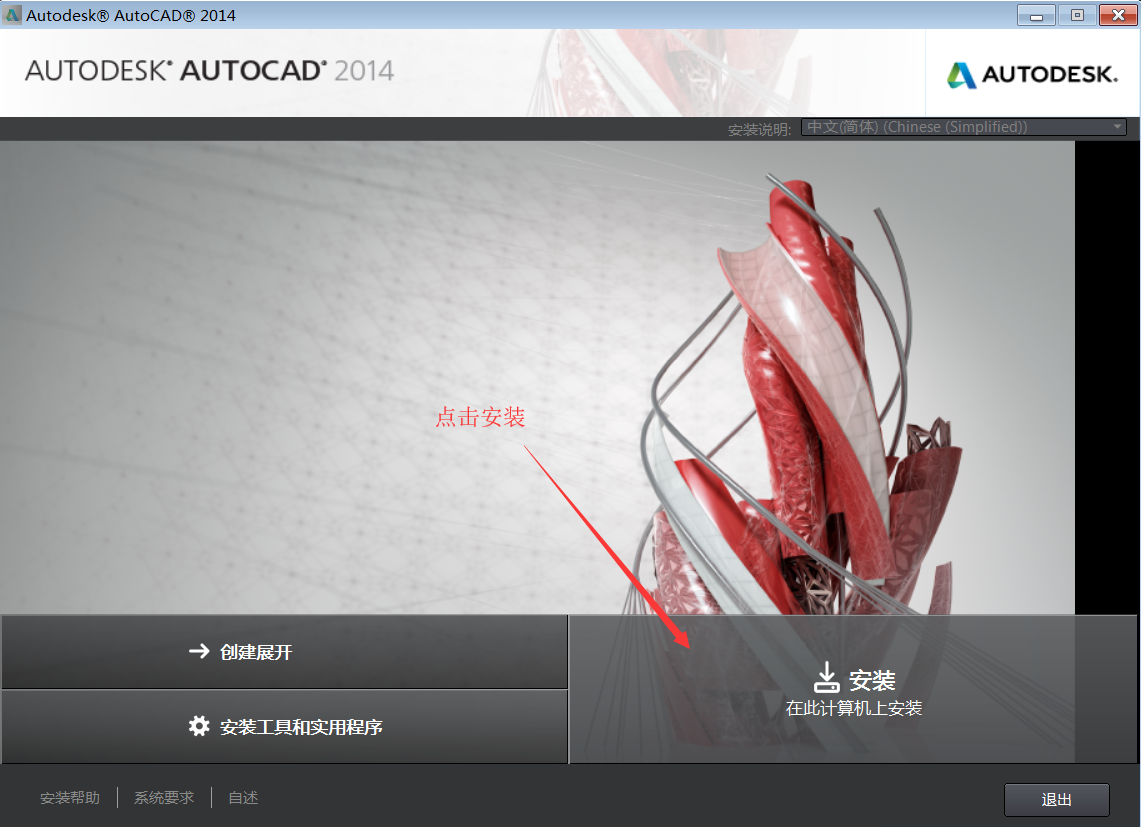 Autodesk® AutoCAD® 2014
AUTODESK® AUTOCAD® 2014
AUTODESK.
安装说明: 中文(简体) (Chinese (Simplified))
点击安装
创建展开
安装
在此计算机上安装
安装工具和实用程序
安装帮助 系统要求 自述
退出